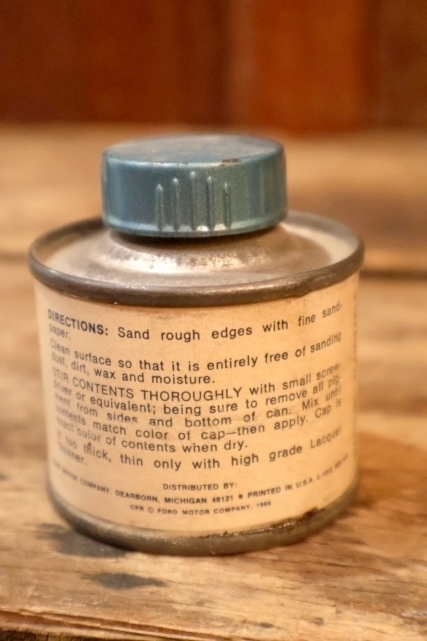 DIRECTIONS: Sand rough edges with fine sand-
paper.
Clean surface so that it is entirely free of sanding
dust, dirt, wax and moisture.
STIR CONTENTS THOROUGHLY with small screw-
driver or equivalent; being sure to remove all pig-
ment from sides and bottom of can. Mix until
contents match color of cap—then apply. Cap is
exact color of contents when dry.
If too thick, thin only with high grade Lacquer
Thinner.
DISTRIBUTED BY:
FORD MOTOR COMPANY, DEARBORN, MICHIGAN 48121 ● PRINTED IN U.S.A.
CPR © FORD MOTOR COMPANY,